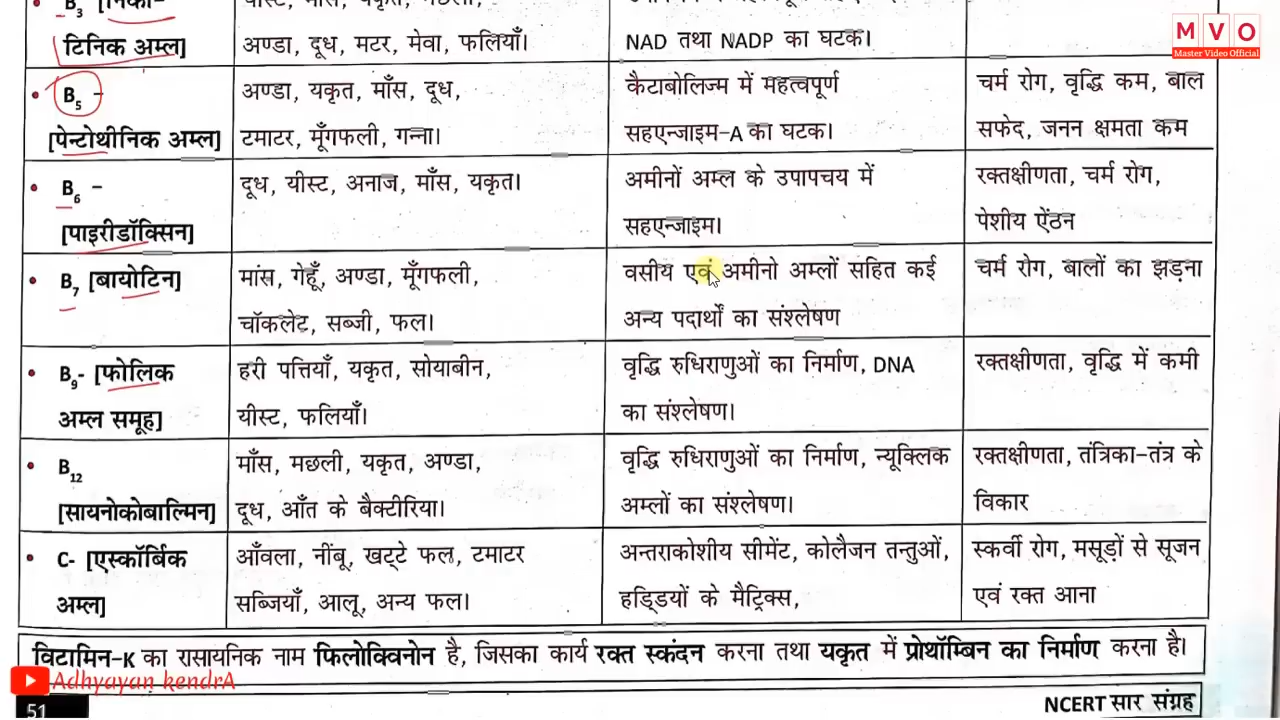 B3 [निको-
टिनिक अम्ल]
अण्डा, दूध, मटर, मेवा, फलियाँ।
NAD तथा NADP का घटक।
M V O
Master Video Official
B5 -
[पेन्टोथीनिक अम्ल]
अण्डा, यकृत, माँस, दूध,
टमाटर, मूँगफली, गन्ना।
कैटाबोलिज्म में महत्वपूर्ण
सहएन्जाइम-A का घटक।
चर्म रोग, वृद्धि कम, बाल
सफेद, जनन क्षमता कम
B6 -
[पाइरीडॉक्सिन]
दूध, यीस्ट, अनाज, माँस, यकृत।
अमीनों अम्ल के उपापचय में
सहएन्जाइम।
रक्तक्षीणता, चर्म रोग,
पेशीय ऐंठन
B7 [बायोटिन]
मांस, गेहूँ, अण्डा, मूँगफली,
चॉकलेट, सब्जी, फल।
वसीय एवं अमीनो अम्लों सहित कई
अन्य पदार्थों का संश्लेषण
चर्म रोग, बालों का झड़ना
B9- [फोलिक
अम्ल समूह]
हरी पत्तियाँ, यकृत, सोयाबीन,
यीस्ट, फलियाँ।
वृद्धि रुधिराणुओं का निर्माण, DNA
का संश्लेषण।
रक्तक्षीणता, वृद्धि में कमी
B12
[सायनोकोबाल्मिन]
माँस, मछली, यकृत, अण्डा,
दूध, आँत के बैक्टीरिया।
वृद्धि रुधिराणुओं का निर्माण, न्यूक्लिक
अम्लों का संश्लेषण।
रक्तक्षीणता, तंत्रिका-तंत्र के
विकार
C- [एस्कॉर्बिक
अम्ल]
आँवला, नींबू, खट्टे फल, टमाटर
सब्जियाँ, आलू, अन्य फल।
अन्तराकोशीय सीमेंट, कोलैजन तन्तुओं,
हड्डियों के मैट्रिक्स,
स्कर्वी रोग, मसूड़ों से सूजन
एवं रक्त आना
विटामिन-K का रासायनिक नाम फिलोक्विनोन है, जिसका कार्य रक्त स्कंदन करना तथा यकृत में प्रोथॉम्बिन का निर्माण करना है।
Adhyayan kendrA
51
NCERT सार संग्रह